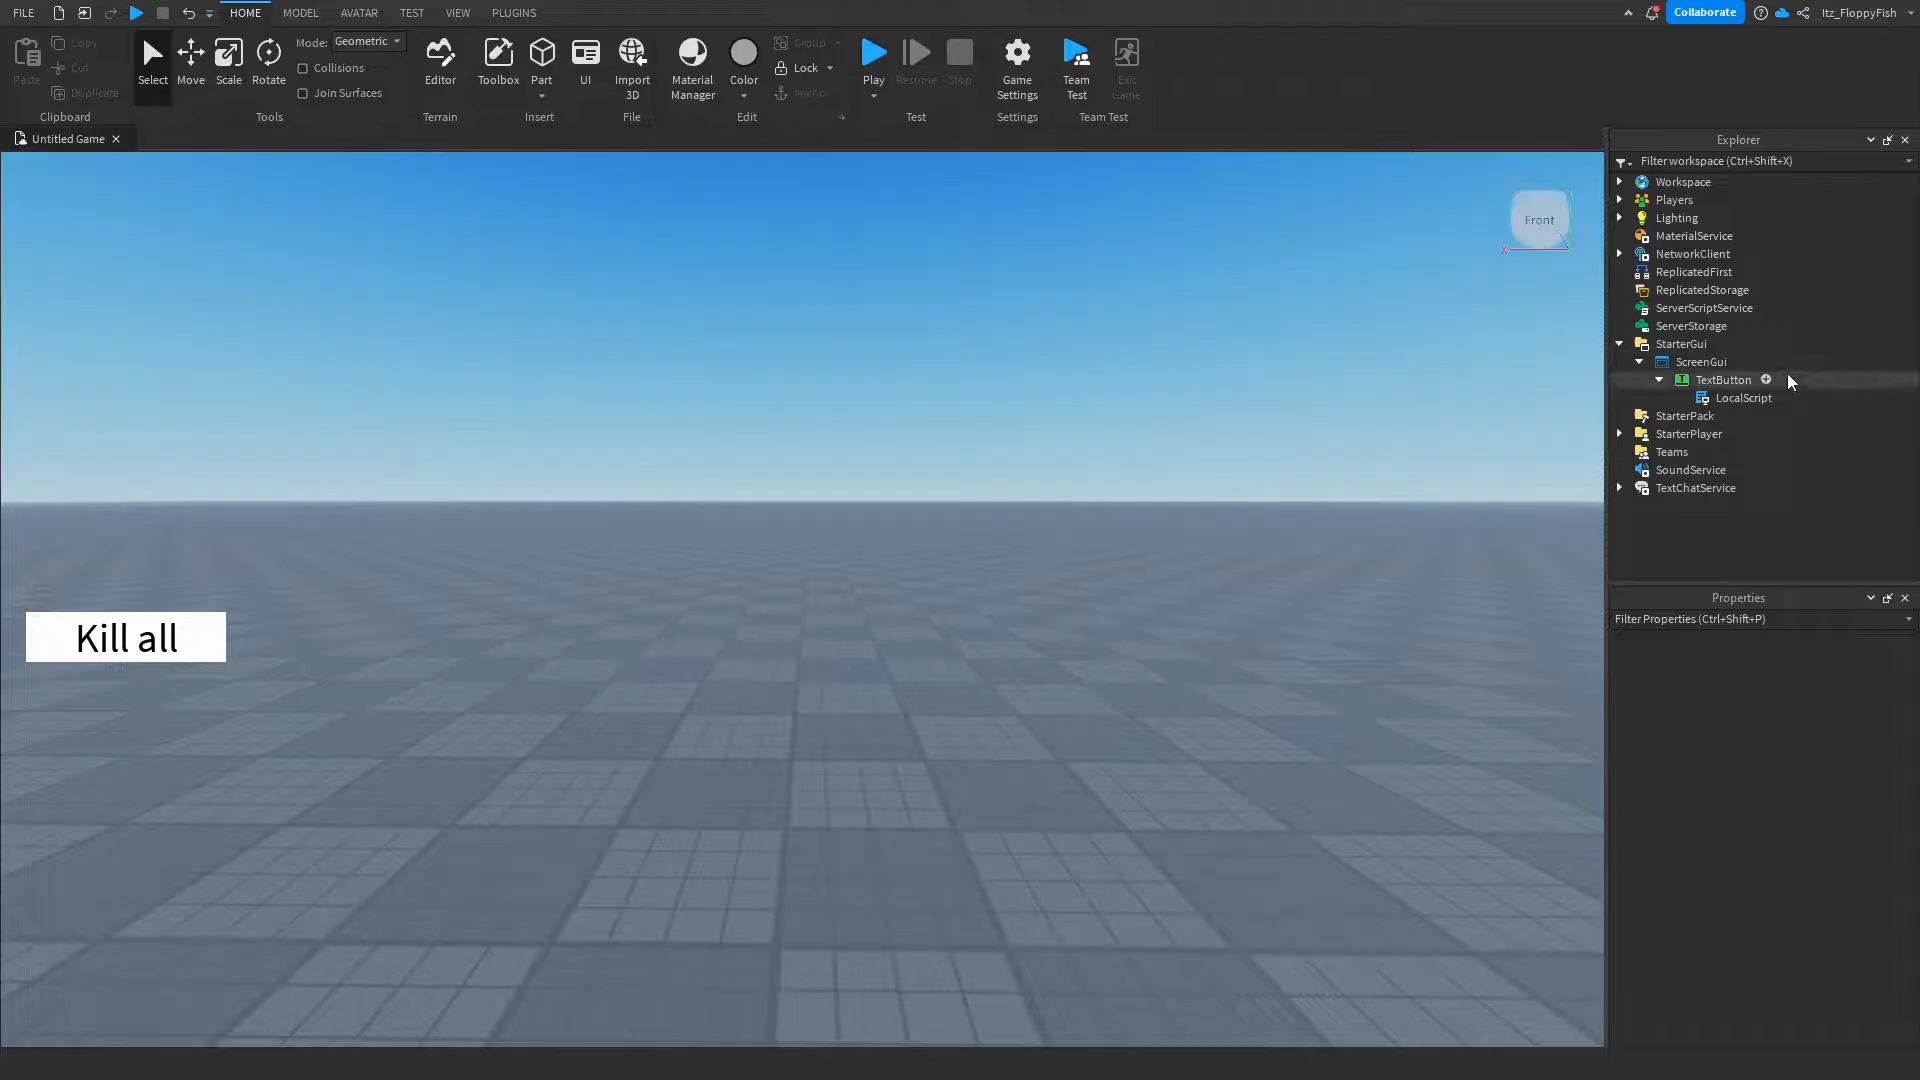 FILE HOME MODEL AVATAR TEST VIEW PLUGINS Collaborate Itz_FloppyFish
Paste Copy Cut Duplicate
Clipboard
Select Move Scale Rotate
Mode: Geometric
Collisions
Join Surfaces
Tools
Editor
Terrain
Toolbox Part UI
Insert
Import
3D
File
Material
Manager
Color
Group
Lock
Anchor
Edit
Play Resume Stop
Test
Game
Settings
Settings
Team
Test
Exit
Game
Team Test
Untitled Game
Front
X
Kill all
Explorer
Filter workspace (Ctrl+Shift+X)
Workspace
Players
Lighting
MaterialService
NetworkClient
ReplicatedFirst
ReplicatedStorage
ServerScriptService
ServerStorage
StarterGui
ScreenGui
TextButton
LocalScript
StarterPack
StarterPlayer
Teams
SoundService
TextChatService
Properties
Filter Properties (Ctrl+Shift+P)